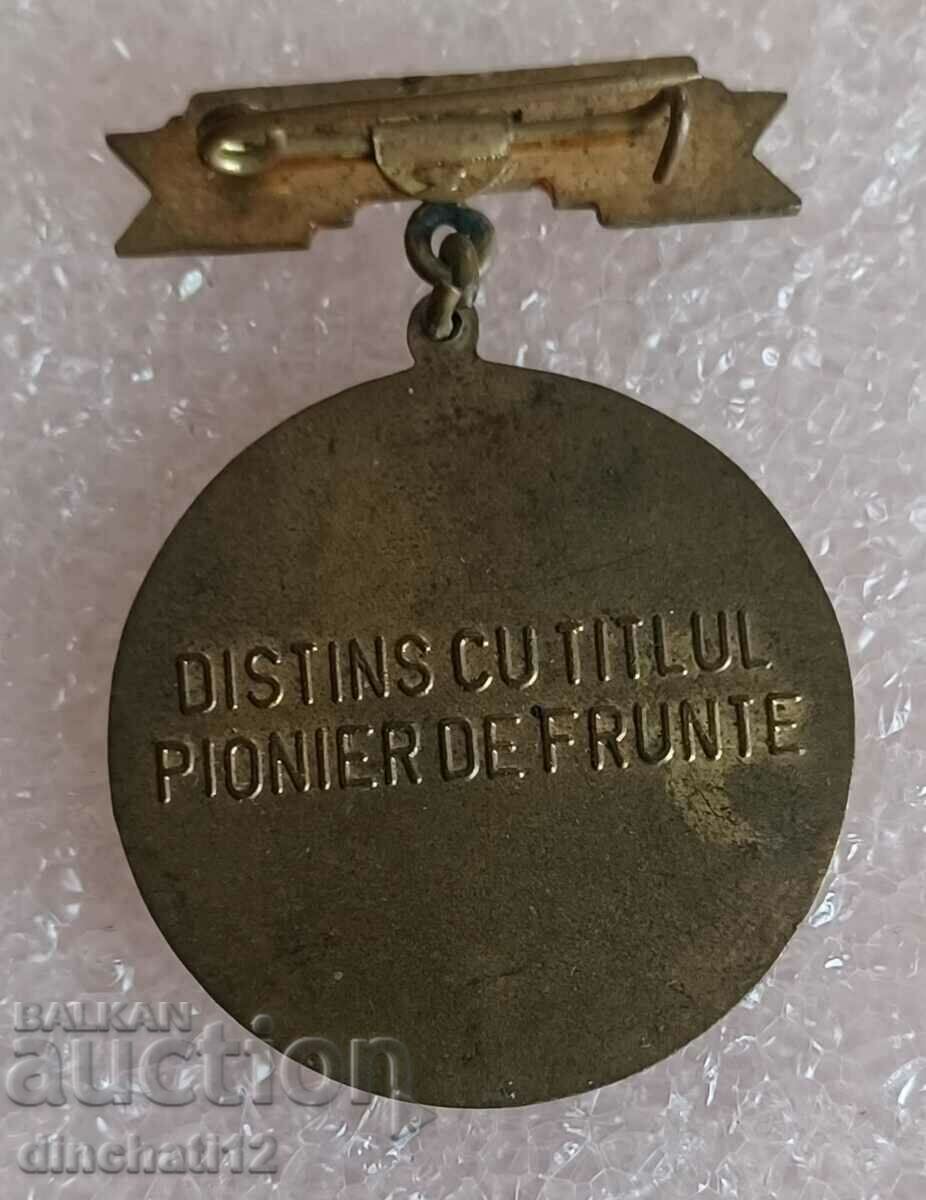 DISTINS CU TITLUL
PIONIER DE FRUNTE
BALKAN
auction
dinchati12